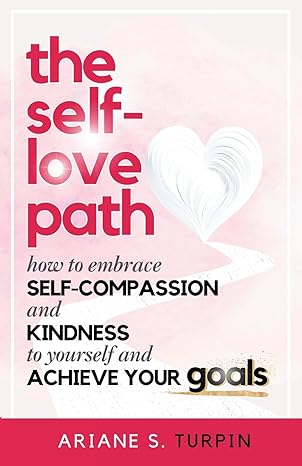 the
self-
love
path
how to embrace
SELF-COMPASSION
and
KINDNESS
to yourself and
ACHIEVE YOUR goals
ARIANE S. TURPIN